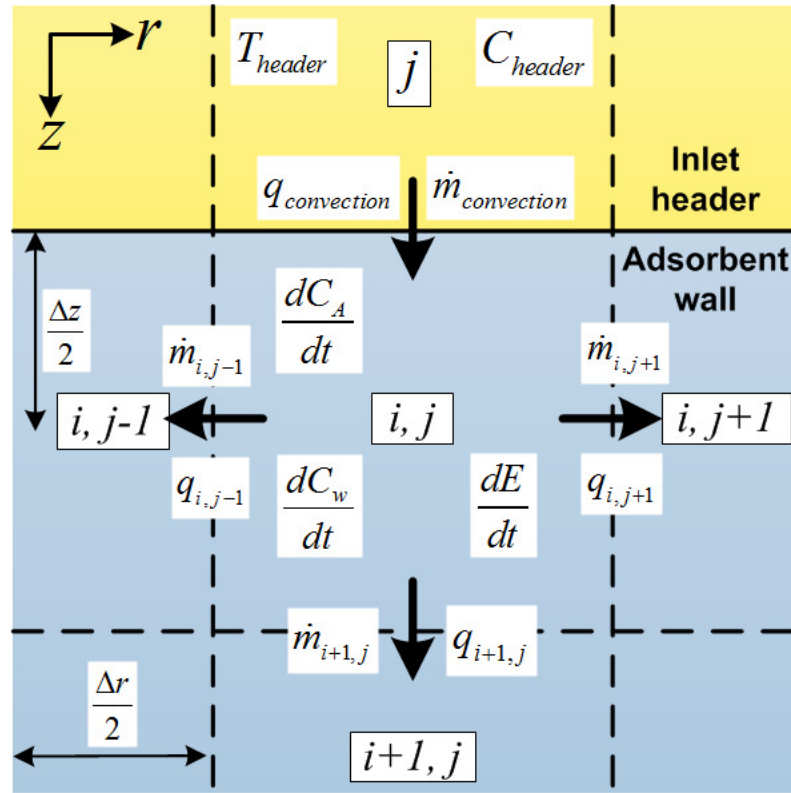 r
z
T_header
C_header
j
q_convection
ṁ_convection
Inlet
header
Adsorbent
wall
Δz/2
dC_A/dt
ṁ_i,j−1
ṁ_i,j+1
i, j-1
i, j
i, j+1
q_i,j−1
dC_w/dt
dE/dt
q_i,j+1
ṁ_i+1,j
q_i+1,j
Δr/2
i+1, j